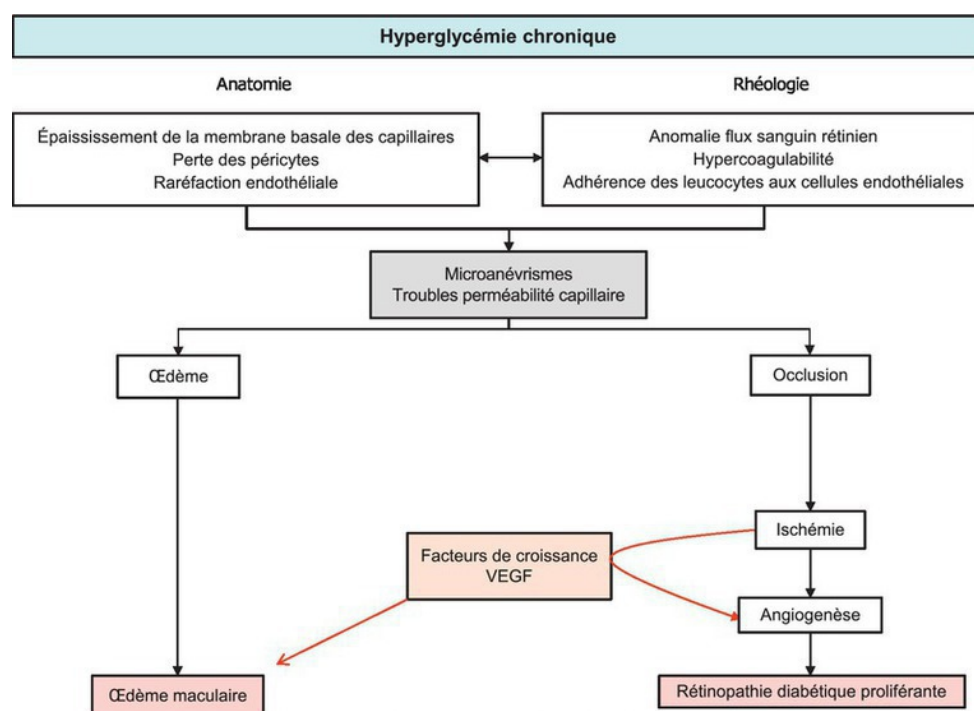 Hyperglycémie chronique
Anatomie
Rhéologie
Épaississement de la membrane basale des capillaires
Perte des péricytes
Raréfaction endothéliale
Anomalie flux sanguin rétinien
Hypercoagulabilité
Adhérence des leucocytes aux cellules endothéliales
Microanévrismes
Troubles perméabilité capillaire
Œdème
Occlusion
Ischémie
Facteurs de croissance
VEGF
Angiogenèse
Œdème maculaire
Rétinopathie diabétique proliférante